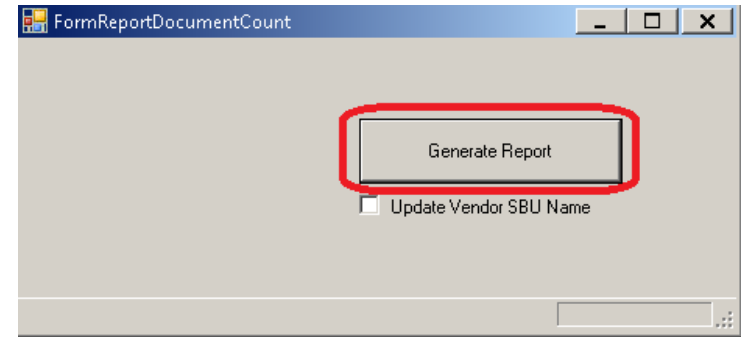 FormReportDocumentCount
Generate Report
Update Vendor SBU Name